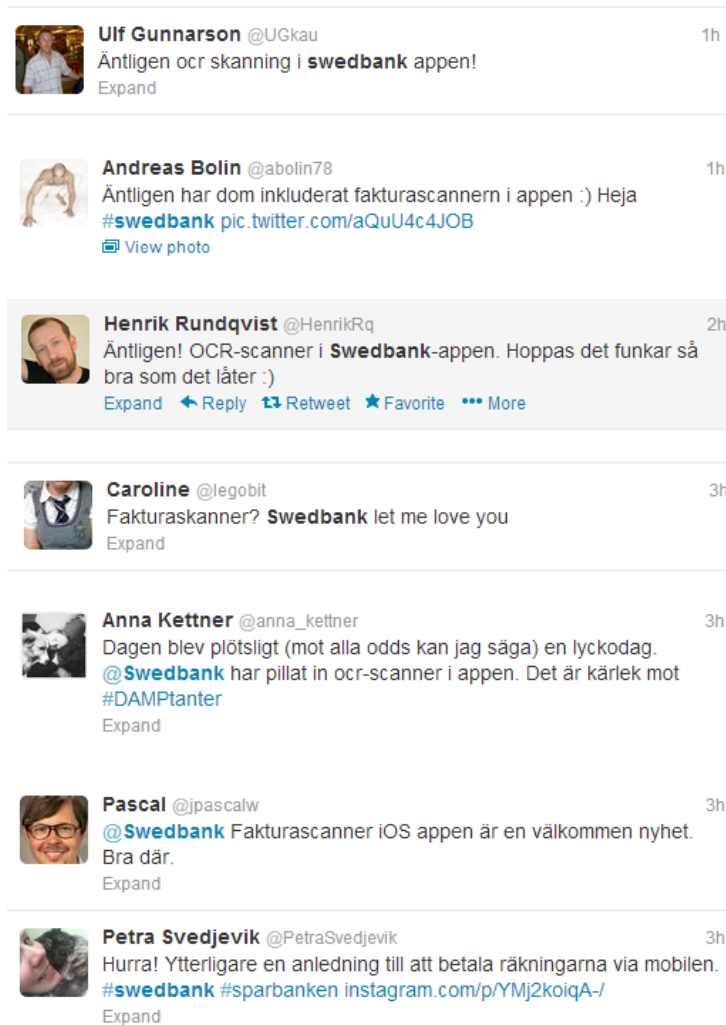 Ulf Gunnarson @UGkau 1h
Äntligen ocr skanning i swedbank appen!
Expand
Andreas Bolin @abolin78 1h
Äntligen har dom inkluderat fakturascannern i appen :) Heja
#swedbank pic.twitter.com/aQuU4c4JOB
View photo
Henrik Rundqvist @HenrikRq 2h
Äntligen! OCR-scanner i Swedbank-appen. Hoppas det funkar så
bra som det låter :)
Expand Reply Retweet Favorite More
Caroline @legobit 3h
Fakturaskanner? Swedbank let me love you
Expand
Anna Kettner @anna_kettner 3h
Dagen blev plötsligt (mot alla odds kan jag säga) en lyckodag.
@Swedbank har pillat in ocr-scanner i appen. Det är kärlek mot
#DAMPtanter
Expand
Pascal @jpascalw 3h
@Swedbank Fakturascanner iOS appen är en välkommen nyhet.
Bra där.
Expand
Petra Svedjevik @PetraSvedjevik 3h
Hurra! Ytterligare en anledning till att betala räkningarna via mobilen.
#swedbank #sparbanken instagram.com/p/YMj2koiqA-/
Expand